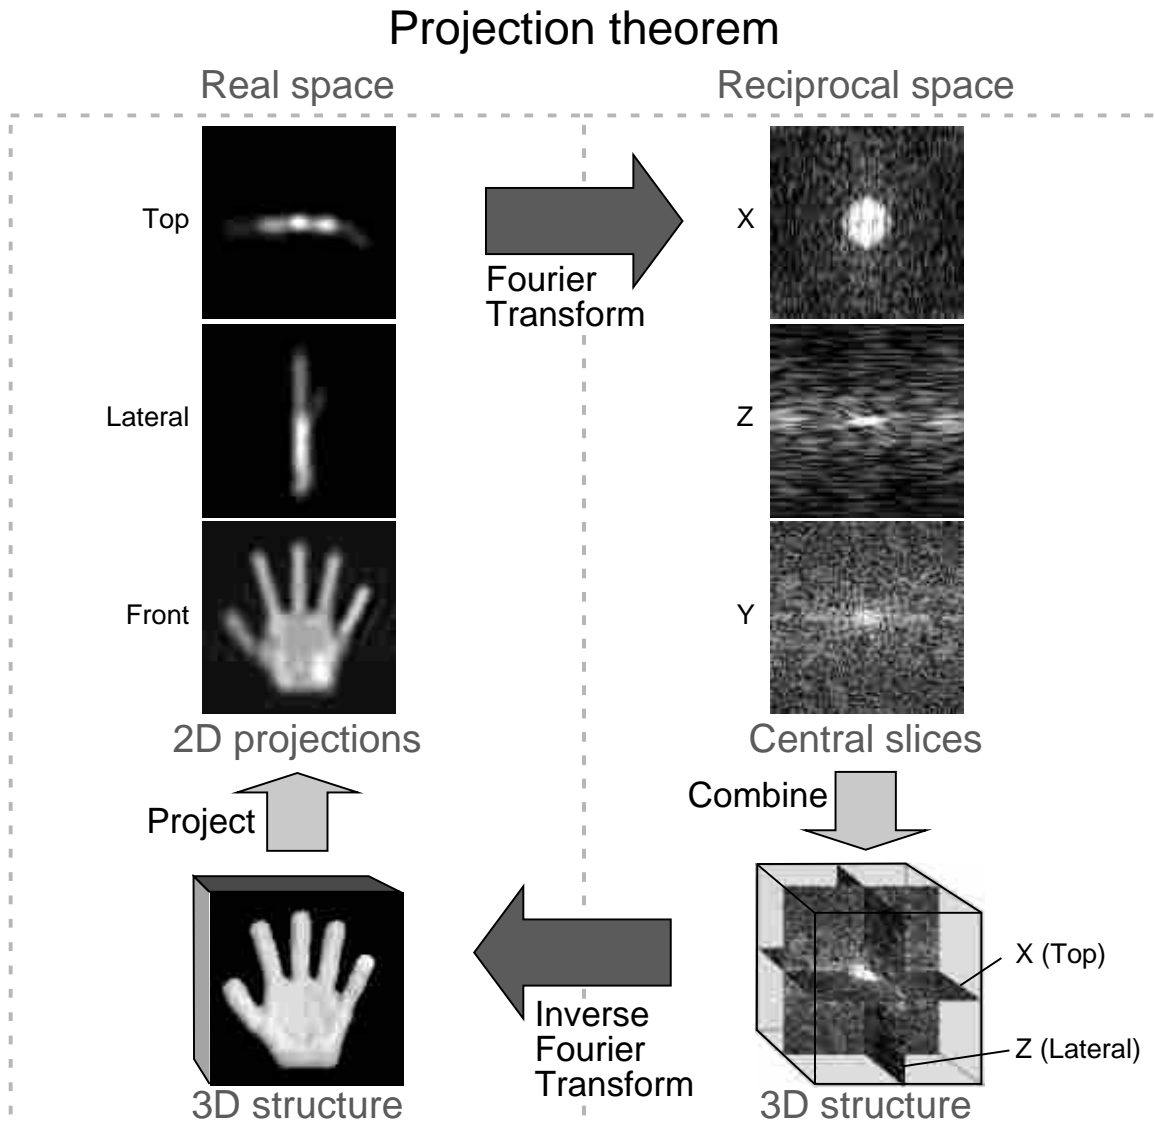 Projection theorem
Real space
Reciprocal space
Top
Fourier
Transform
X
Lateral
Z
Front
Y
2D projections
Central slices
Project
Combine
X (Top)
Inverse
Fourier
Transform
Z (Lateral)
3D structure
3D structure